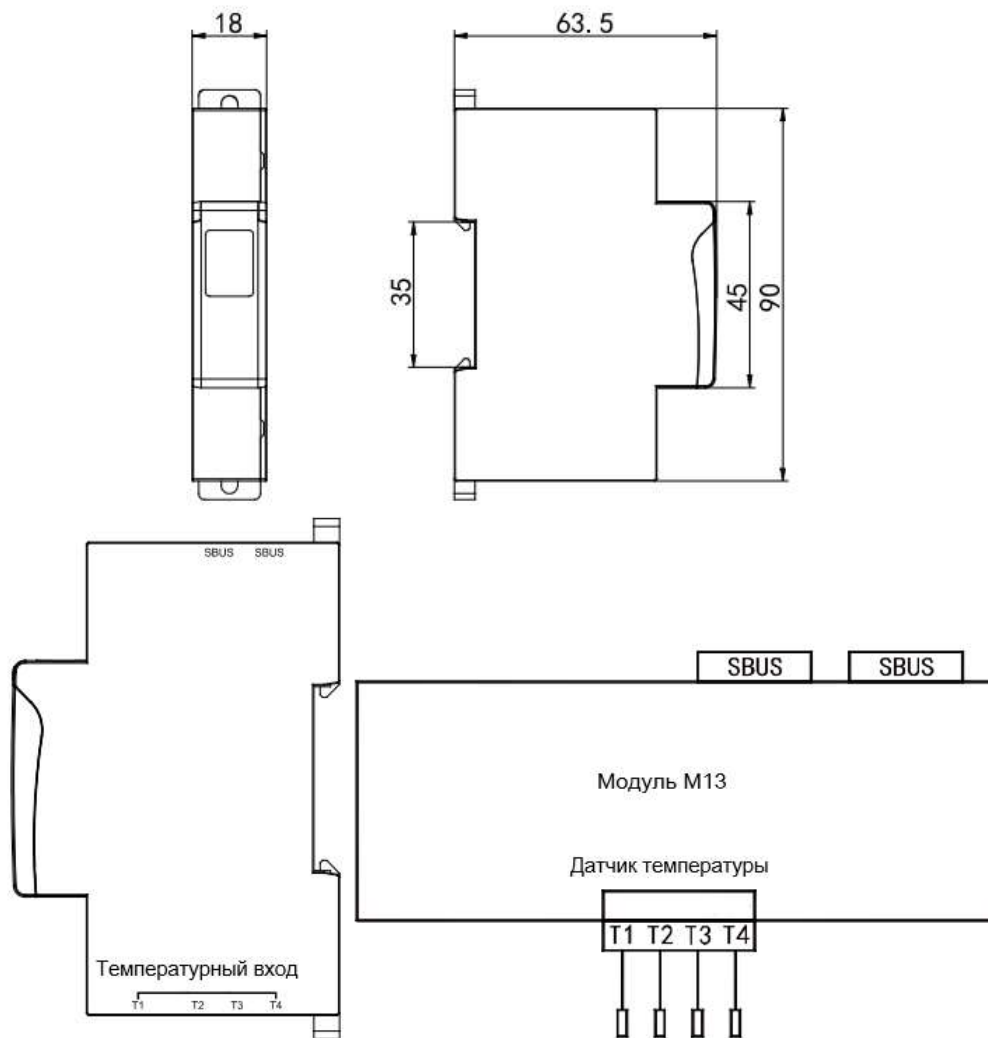 18
63.5
35
45
90
SBUS SBUS
SBUS SBUS
Модуль М13
Датчик температуры
T1 T2 T3 T4
Температурный вход
T1 T2 T3 T4